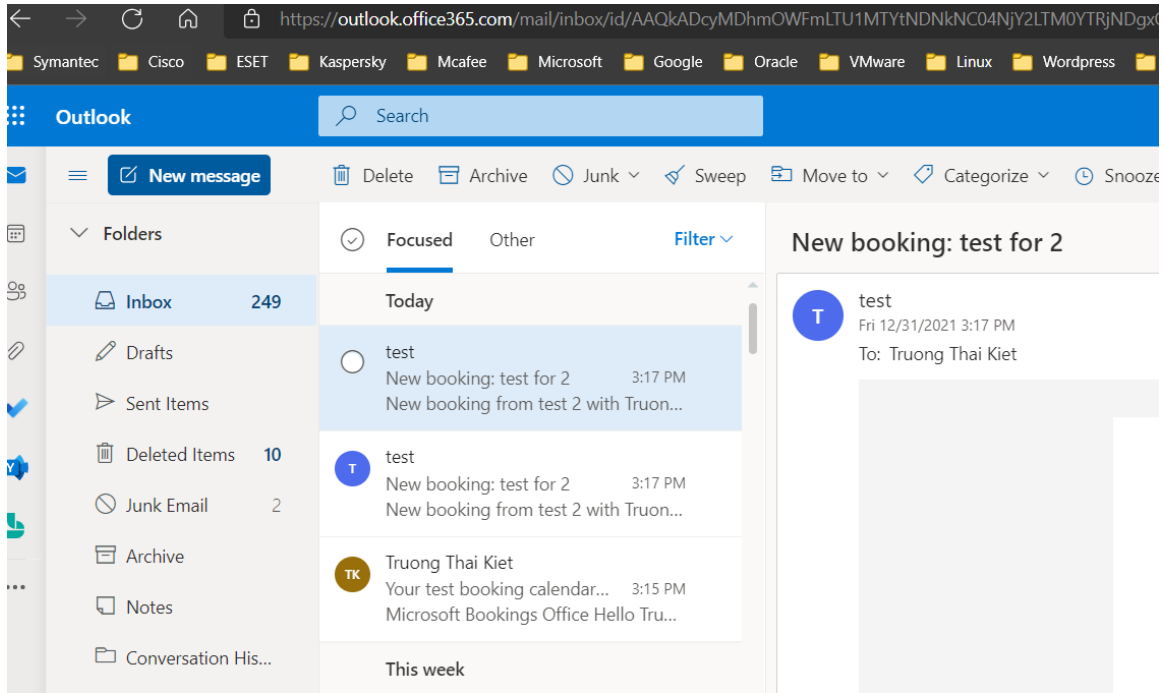 https://outlook.office365.com/mail/inbox/id/AAQkADcyMDhmOWFmLTU1MTYtNDNkNC04NjY2LTM0YTRjNDgxO
Symantec Cisco ESET Kaspersky Mcafee Microsoft Google Oracle VMware Linux Wordpress
Outlook Search
New message Delete Archive Junk Sweep Move to Categorize Snooze
Folders
Inbox 249
Drafts
Sent Items
Deleted Items 10
Junk Email 2
Archive
Notes
Conversation His...
Focused Other Filter
Today
test
New booking: test for 2 3:17 PM
New booking from test 2 with Truon...
T
test
New booking: test for 2 3:17 PM
New booking from test 2 with Truon...
TK
Truong Thai Kiet
Your test booking calendar... 3:15 PM
Microsoft Bookings Office Hello Tru...
This week
New booking: test for 2
T
test
Fri 12/31/2021 3:17 PM
To: Truong Thai Kiet